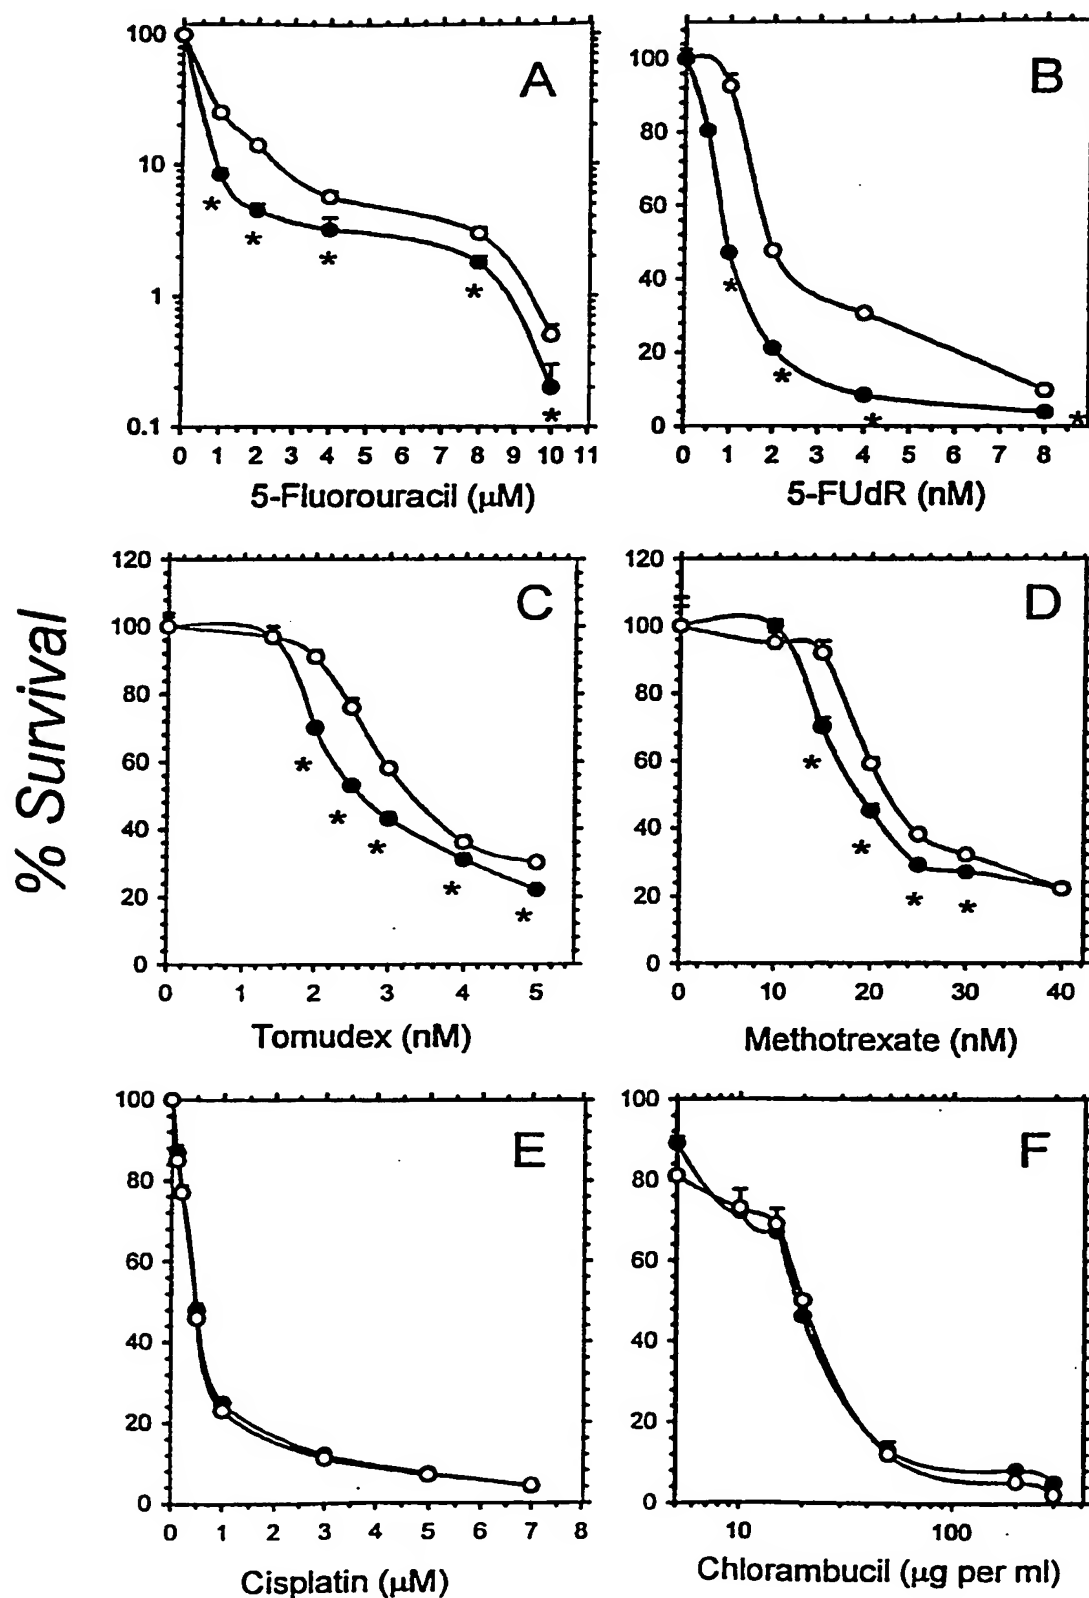 % Survival
A
100
10
1
0.1
0 1 2 3 4 5 6 7 8 9 10 11
* * * * *
5-Fluorouracil (μM)
B
100
80
60
40
20
0
0 1 2 3 4 5 6 7 8
* * * *
5-FUdR (nM)
C
120
100
80
60
40
20
0
0 1 2 3 4 5
* * * * *
Tomudex (nM)
D
120
100
80
60
40
20
0
0 10 20 30 40
* * * *
Methotrexate (nM)
E
100
80
60
40
20
0
0 1 2 3 4 5 6 7 8
Cisplatin (μM)
F
100
80
60
40
20
0
10 100
Chlorambucil (μg per ml)